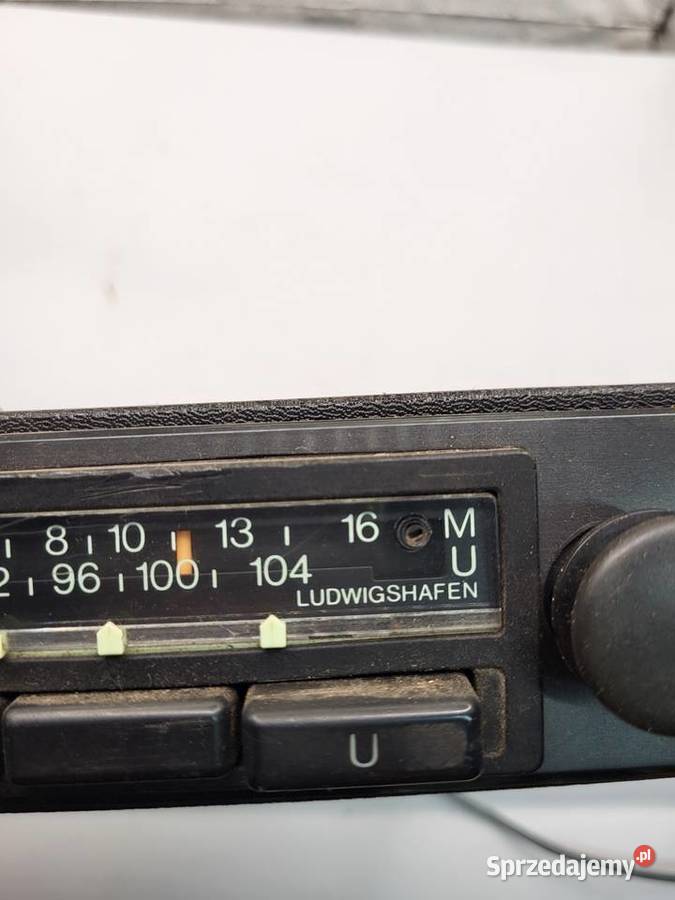 8 10 13 16 M
2 96 100 104 U
LUDWIGSHAFEN
U
Sprzedajemy.pl